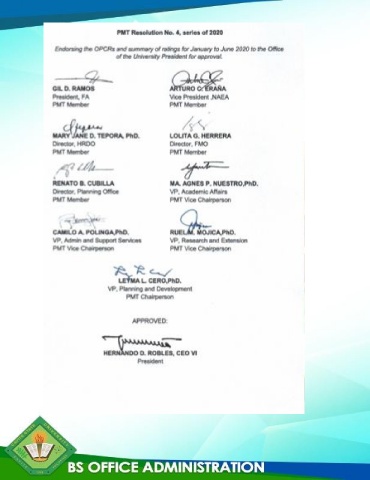 PMT Resolution No. 4, series of 2020
Endorsing the OPCRs and summary of ratings for January to June 2020 to the Office
of the University President for approval.
GIL D. RAMOS
President, FA
PMT Member
ARTURO C. ERAÑA
Vice President ,NAEA
PMT Member
MARY JANE D. TEPORA, PhD.
Director, HRDO
PMT Member
LOLITA G. HERRERA
Director, FMO
PMT Member
RENATO B. CUBILLA
Director, Planning Office
PMT Member
MA. AGNES P. NUESTRO,PhD.
VP, Academic Affairs
PMT Vice Chairperson
CAMILO A. POLINGA,PhD.
VP, Admin and Support Services
PMT Vice Chairperson
RUEL M. MOJICA,PhD.
VP, Research and Extension
PMT Vice Chairperson
LETMA L. CERO,PhD.
VP, Planning and Development
PMT Chairperson
APPROVED:
HERNANDO D. ROBLES, CEO VI
President
BS OFFICE ADMINISTRATION